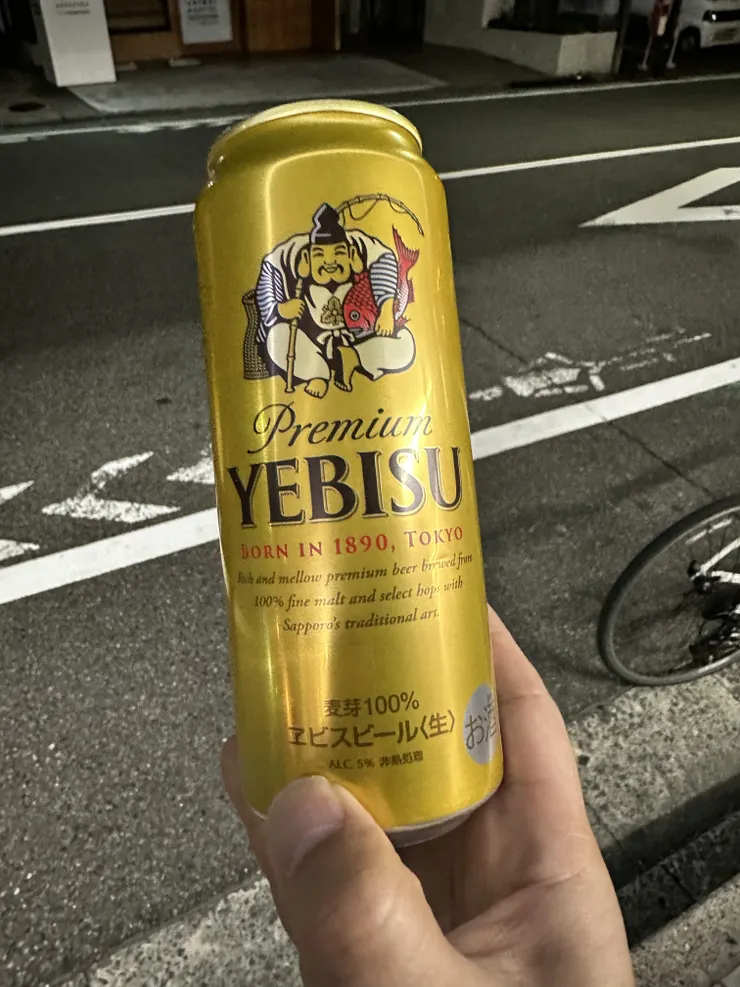 Premium
YEBISU
BORN IN 1890, TOKYO
Rich and mellow premium beer brewed from
100% fine malt and select hops with
Sapporo's traditional art.
麦芽100%
ヱビスビール〈生〉
お酒
ALC. 5% 非熱処理